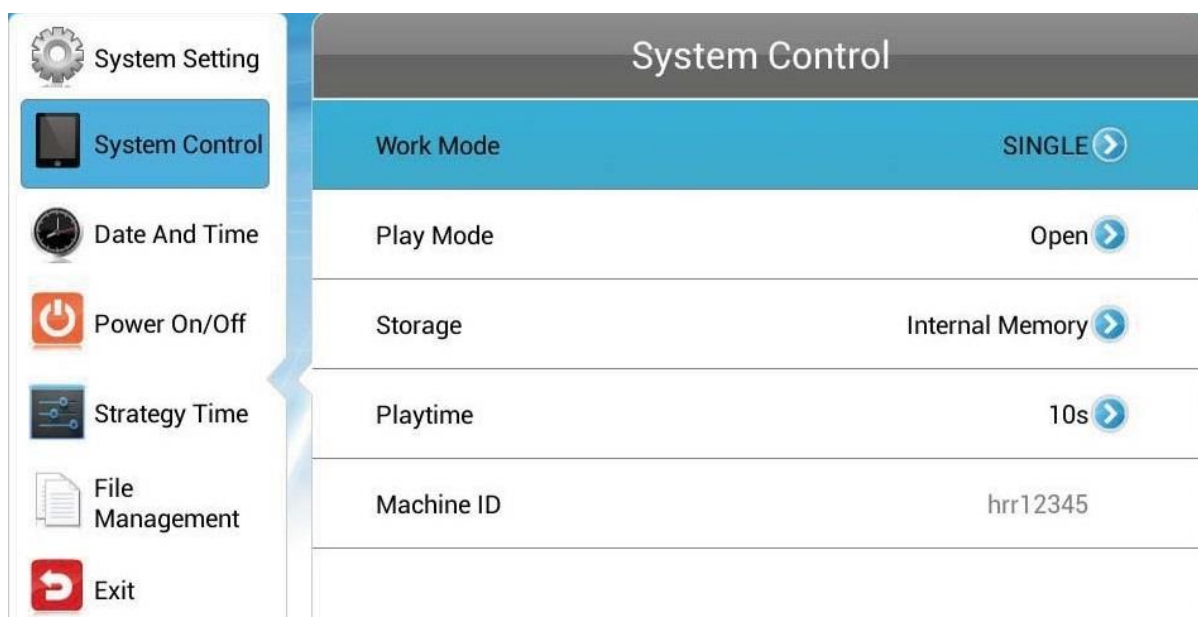 System Setting
System Control
Date And Time
Power On/Off
Strategy Time
File
Management
Exit
System Control
Work Mode SINGLE
Play Mode Open
Storage Internal Memory
Playtime 10s
Machine ID hrr12345